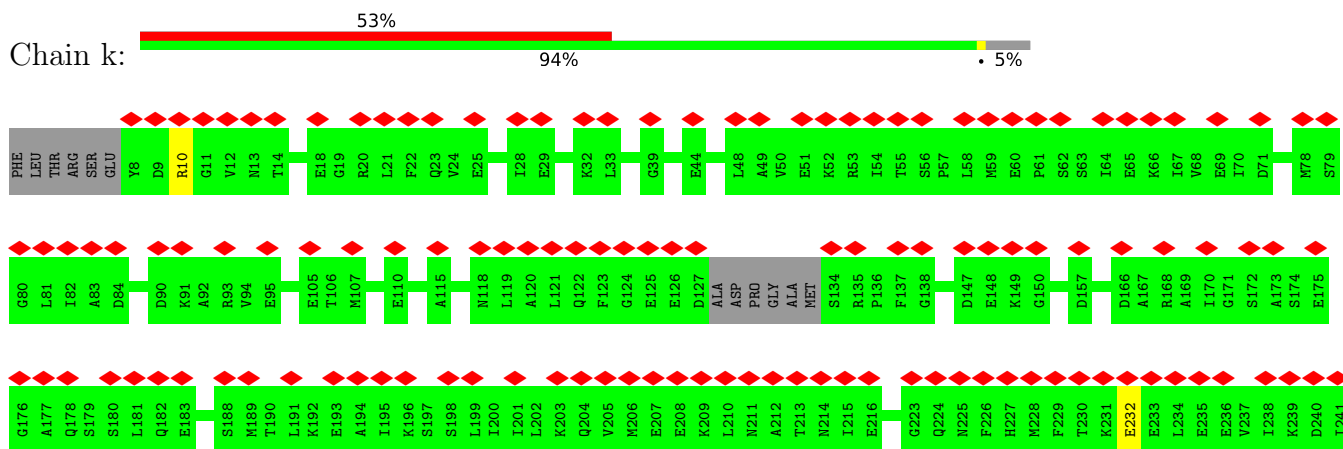 53%
Chain k:
94% • 5%
PHE LEU THR ARG SER GLU Y8 D9 R10 G11 V12 N13 T14 E18 G19 R20 L21 F22 Q23 V24 E25 I28 E29 K32 L33 G39 E44 L48 A49 V50 E51 K52 R53 I54 T55 S56 P57 L58 M59 E60 P61 S62 S63 I64 E65 K66 I67 V68 E69 I70 D71 M78 S79
G80 L81 I82 A83 D84 D90 K91 A92 R93 V94 E95 E105 T106 M107 E110 A115 N118 L119 A120 L121 Q122 F123 G124 E125 E126 D127 ALA ASP PRO GLY ALA MET S134 R135 P136 F137 G138 D147 E148 K149 G150 D157 D166 A167 R168 A169 I170 G171 S172 A173 S174 E175
G176 A177 Q178 S179 S180 L181 Q182 E183 S188 M189 T190 L191 K192 E193 A194 I195 K196 S197 S198 L199 I200 I201 L202 K203 Q204 V205 M206 E207 E208 K209 L210 N211 A212 T213 N214 I215 E216 G223 Q224 N225 F226 H227 M228 F229 T230 K231 E232 E233 L234 E235 E236 V237 I238 K239 D240 I241